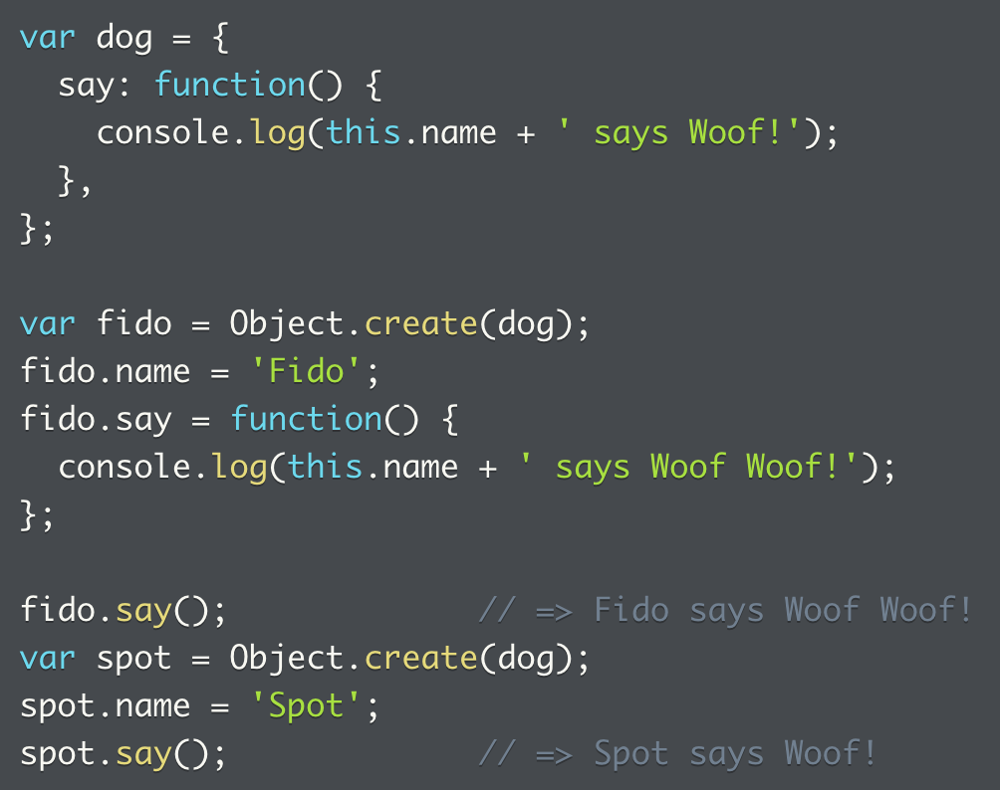 var dog = {
  say: function() {
    console.log(this.name + ' says Woof!');
  },
};

var fido = Object.create(dog);
fido.name = 'Fido';
fido.say = function() {
  console.log(this.name + ' says Woof Woof!');
};

fido.say();             // => Fido says Woof Woof!
var spot = Object.create(dog);
spot.name = 'Spot';
spot.say();             // => Spot says Woof!